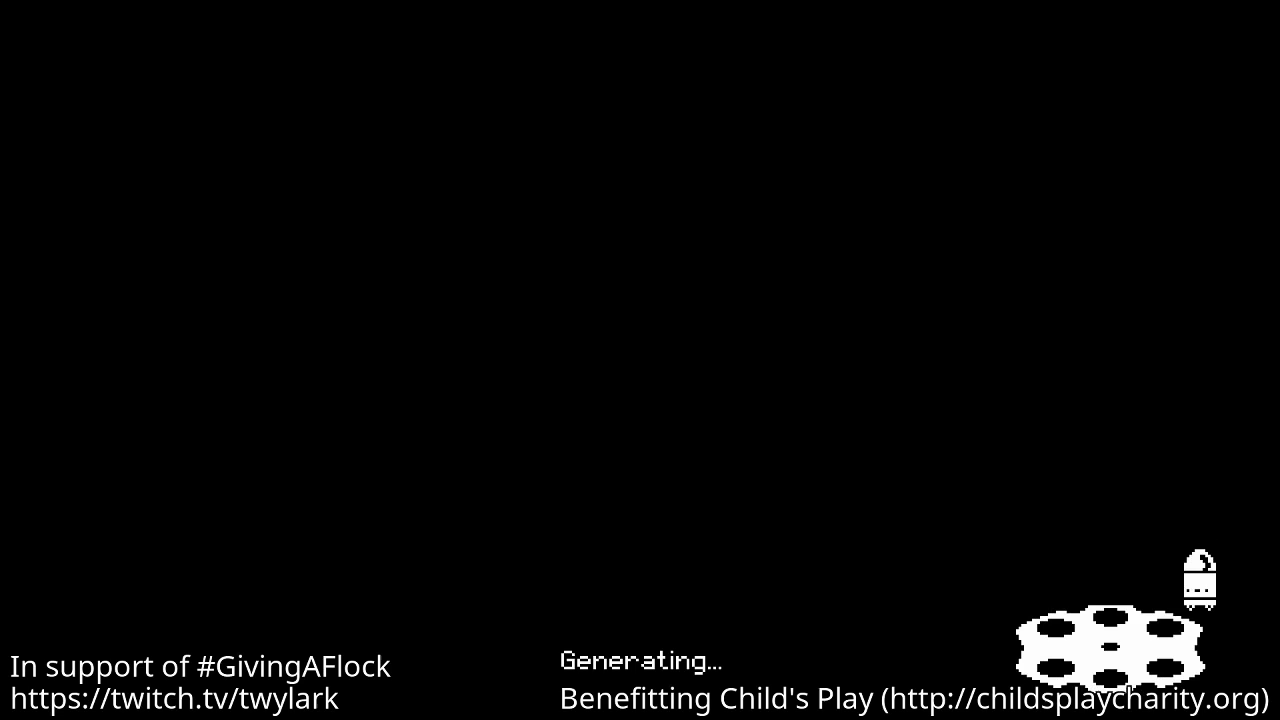 Generating...
In support of #GivingAFlock
https://twitch.tv/twylark
Benefitting Child's Play (http://childsplaycharity.org)